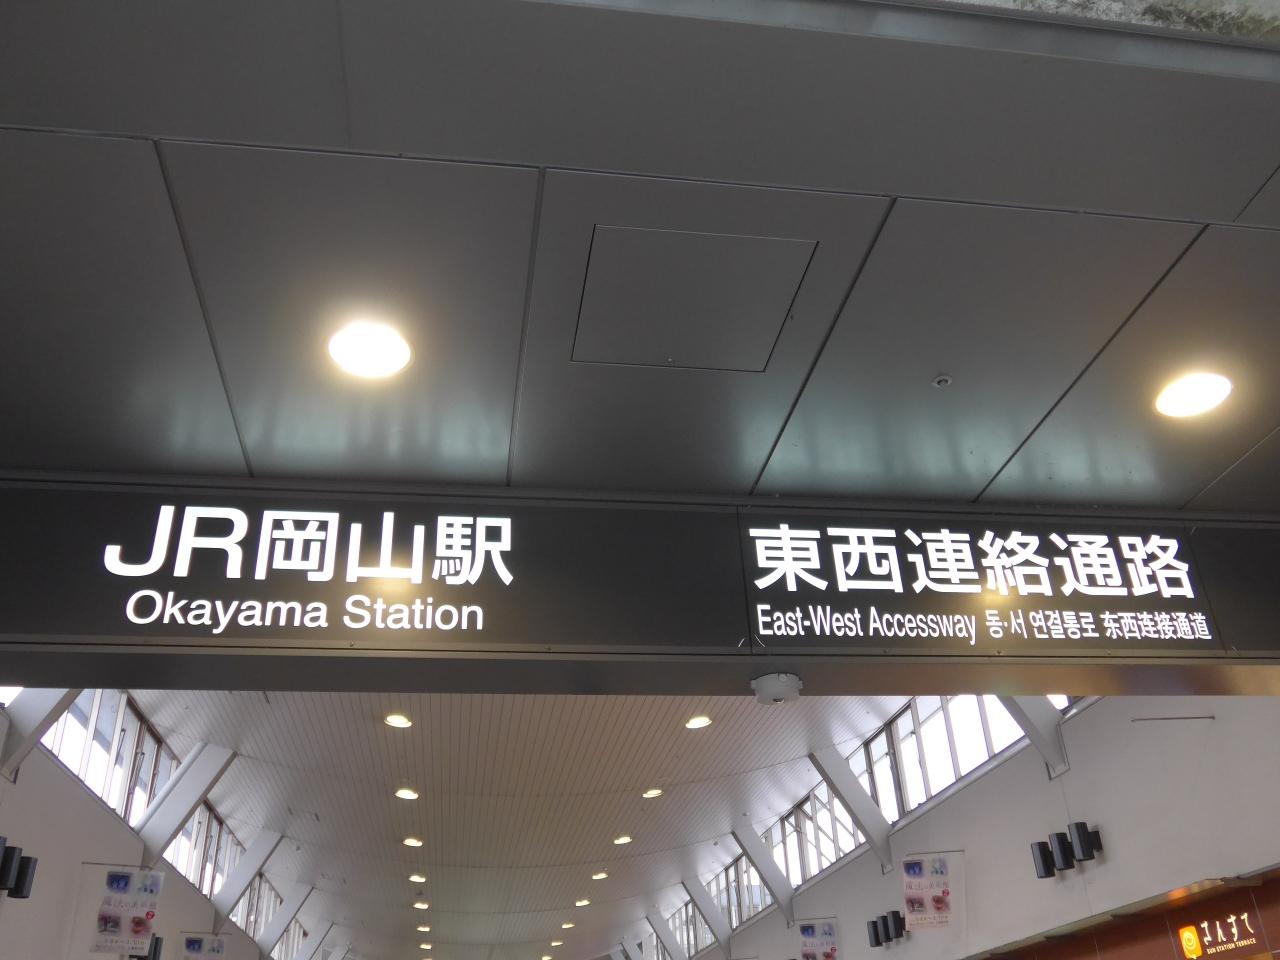 JR岡山駅
Okayama Station
東西連絡通路
East-West Accessway 동·서 연결통로 东西连接通道
さんすて
SUN STATION TERRACE